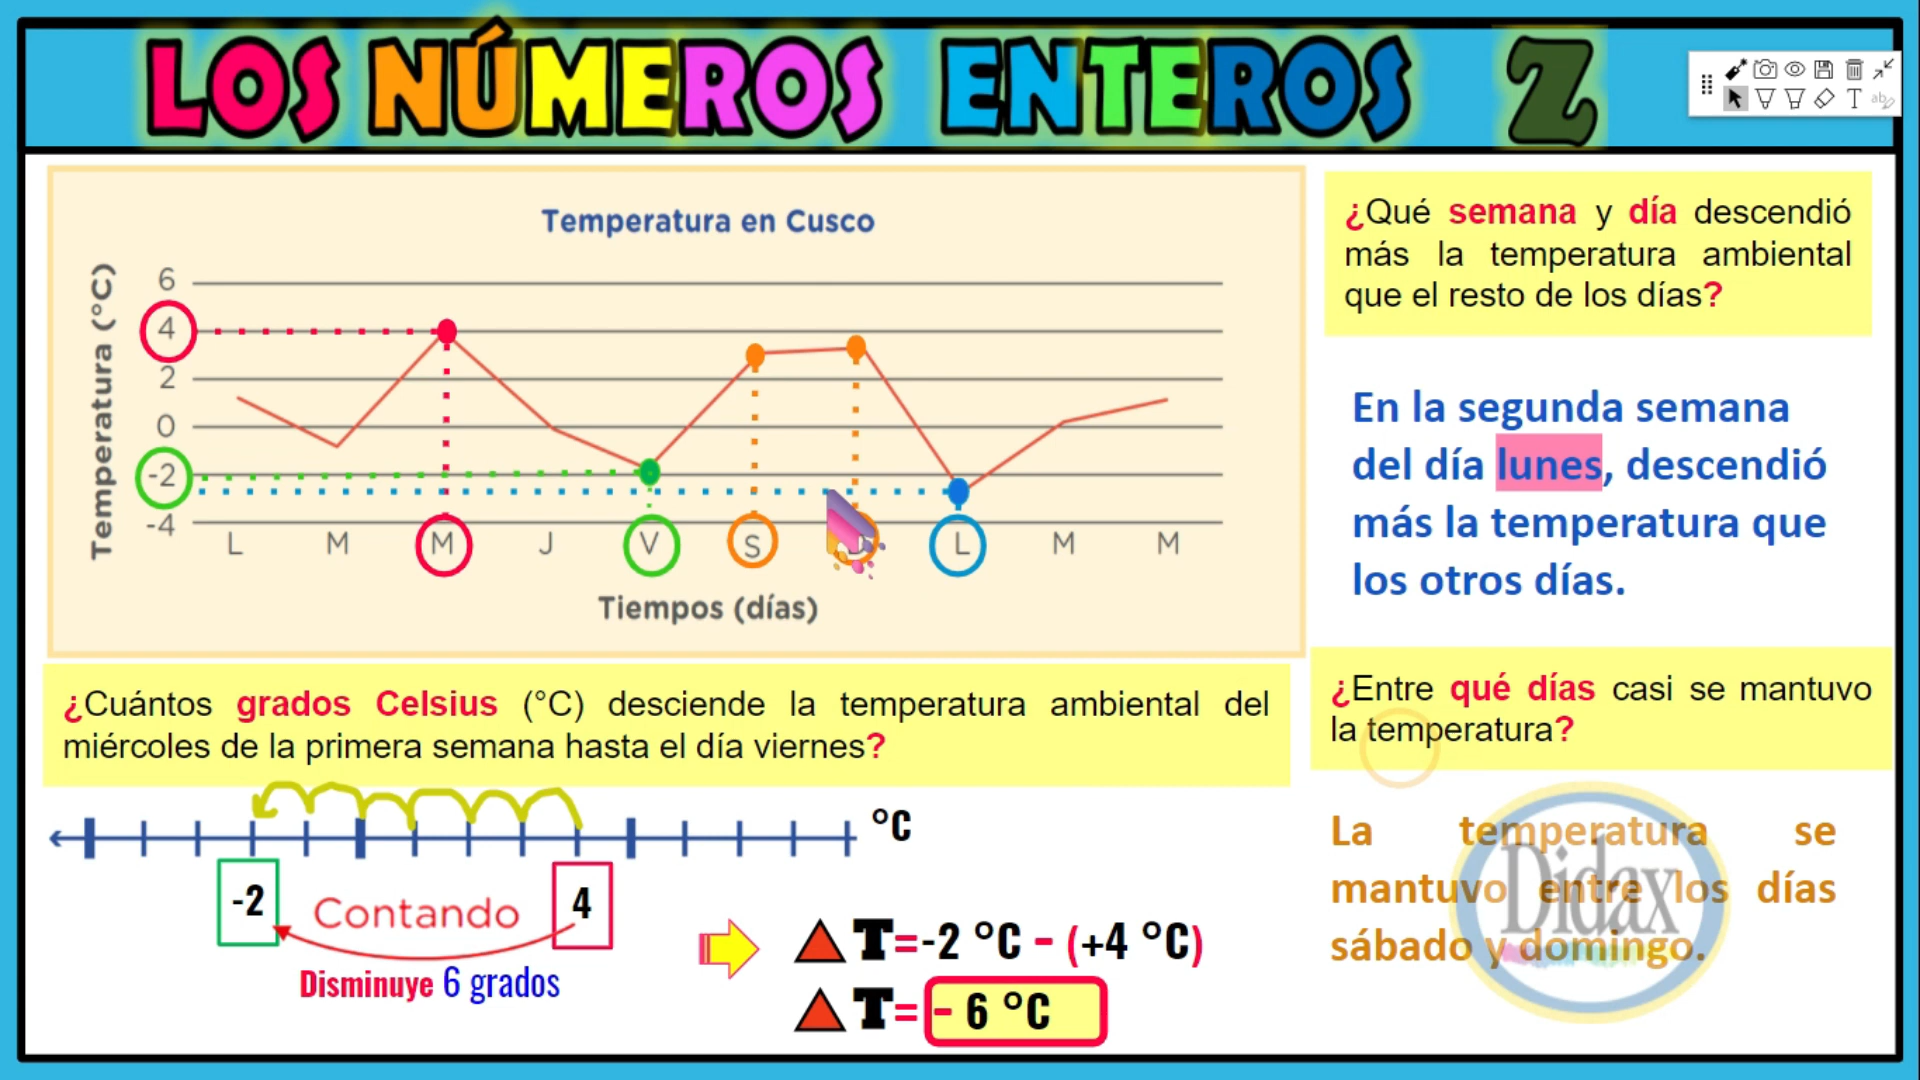 LOS NÚMEROS ENTEROS Z
Temperatura en Cusco
Temperatura (°C)
6
4
2
0
-2
-4
L M M J V S D L M M
Tiempos (días)
¿Qué semana y día descendió
más la temperatura ambiental
que el resto de los días?
En la segunda semana
del día lunes, descendió
más la temperatura que
los otros días.
¿Cuántos grados Celsius (°C) desciende la temperatura ambiental del
miércoles de la primera semana hasta el día viernes?
°C
-2
4
Contando
Disminuye 6 grados
T=-2 °C - (+4 °C)
T= - 6 °C
¿Entre qué días casi se mantuvo
la temperatura?
La temperatura se
mantuvo entre los días
sábado y domingo.
Didax